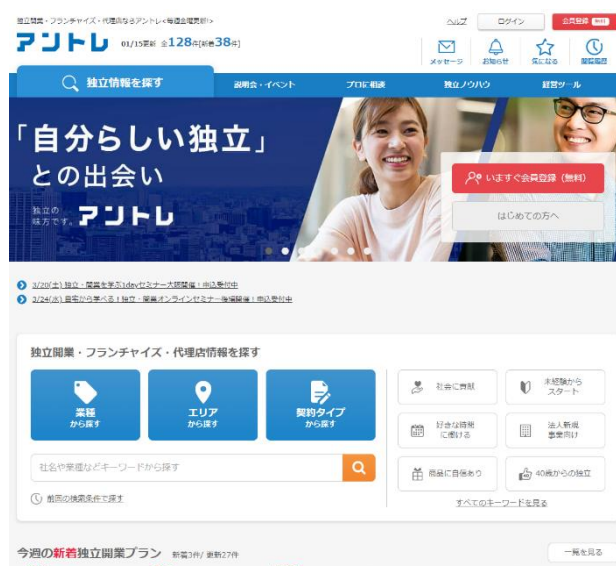 独立開業・フランチャイズ・代理店ならアントレ<毎週金曜更新!>
ヘルプ
ログイン
会員登録 無料
アントレ
01/15更新 全128件[新着38件]
メッセージ
お知らせ
気になる
閲覧履歴
独立情報を探す
説明会・イベント
プロに相談
独立ノウハウ
経営ツール
「自分らしい独立」
との出会い
独立の
味方です。 アントレ
いますぐ会員登録（無料）
はじめての方へ
3/20(土) 独立・開業を学ぶ1dayセミナー大阪開催！申込受付中
3/24(水) 自宅から学べる！独立・開業オンラインセミナー後場開催！申込受付中
独立開業・フランチャイズ・代理店情報を探す
業種
から探す
エリア
から探す
契約タイプ
から探す
社会に貢献
未経験から
スタート
好きな時間
に働ける
法人新規
事業向け
商品に自信あり
40歳からの独立
社名や業種などキーワードから探す
前回の検索条件で探す
すべてのキーワードを見る
今週の新着独立開業プラン 新着3件/ 更新27件
一覧を見る